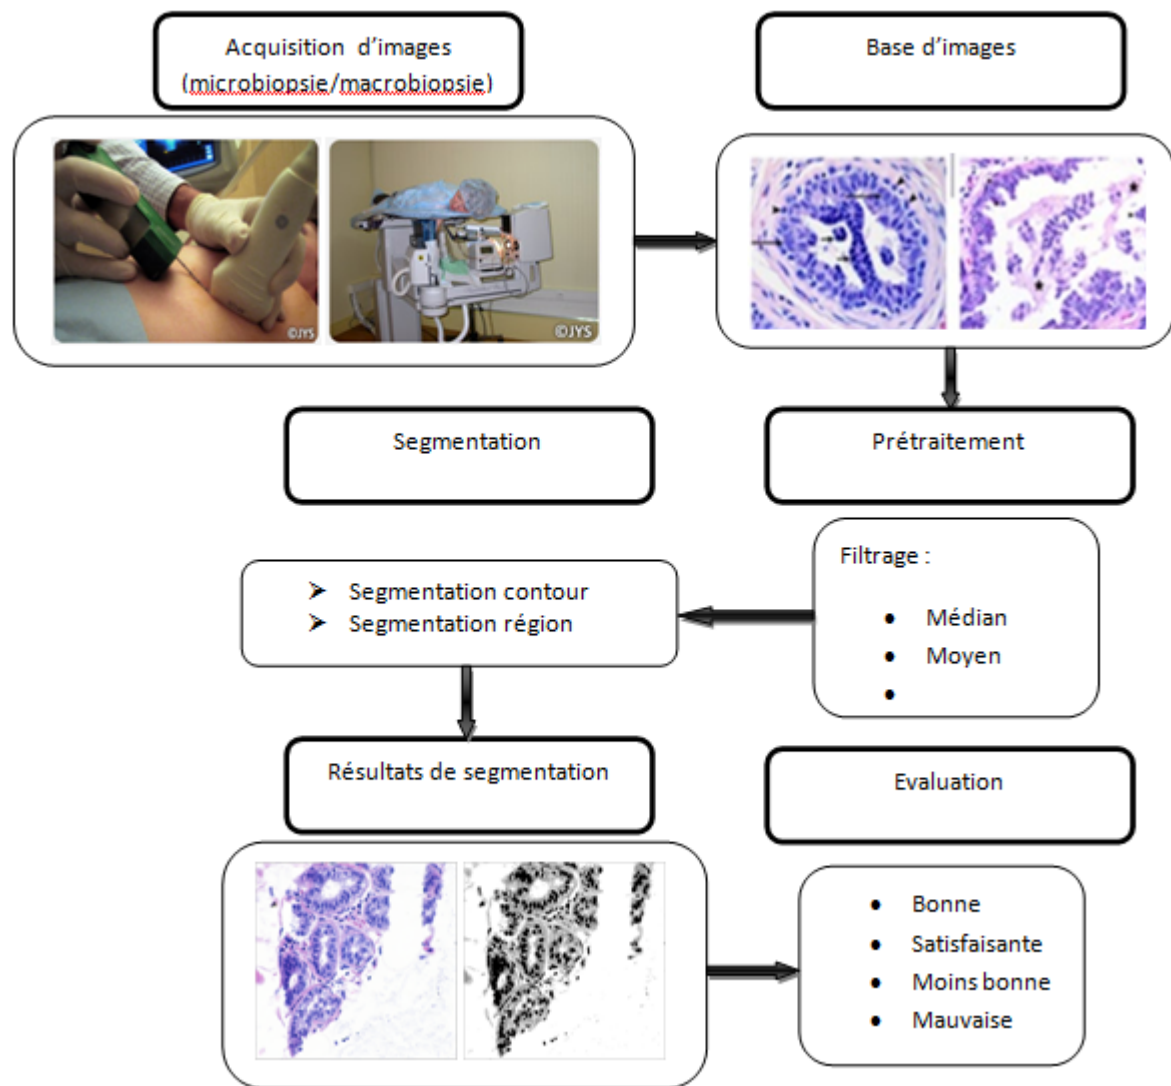 Acquisition d’images
(microbiopsie/macrobiopsie)
Base d’images
©JYS
©JYS
Segmentation
Prétraitement
Filtrage :
• Médian
• Moyen
•
➢ Segmentation contour
➢ Segmentation région
Résultats de segmentation
Evaluation
• Bonne
• Satisfaisante
• Moins bonne
• Mauvaise